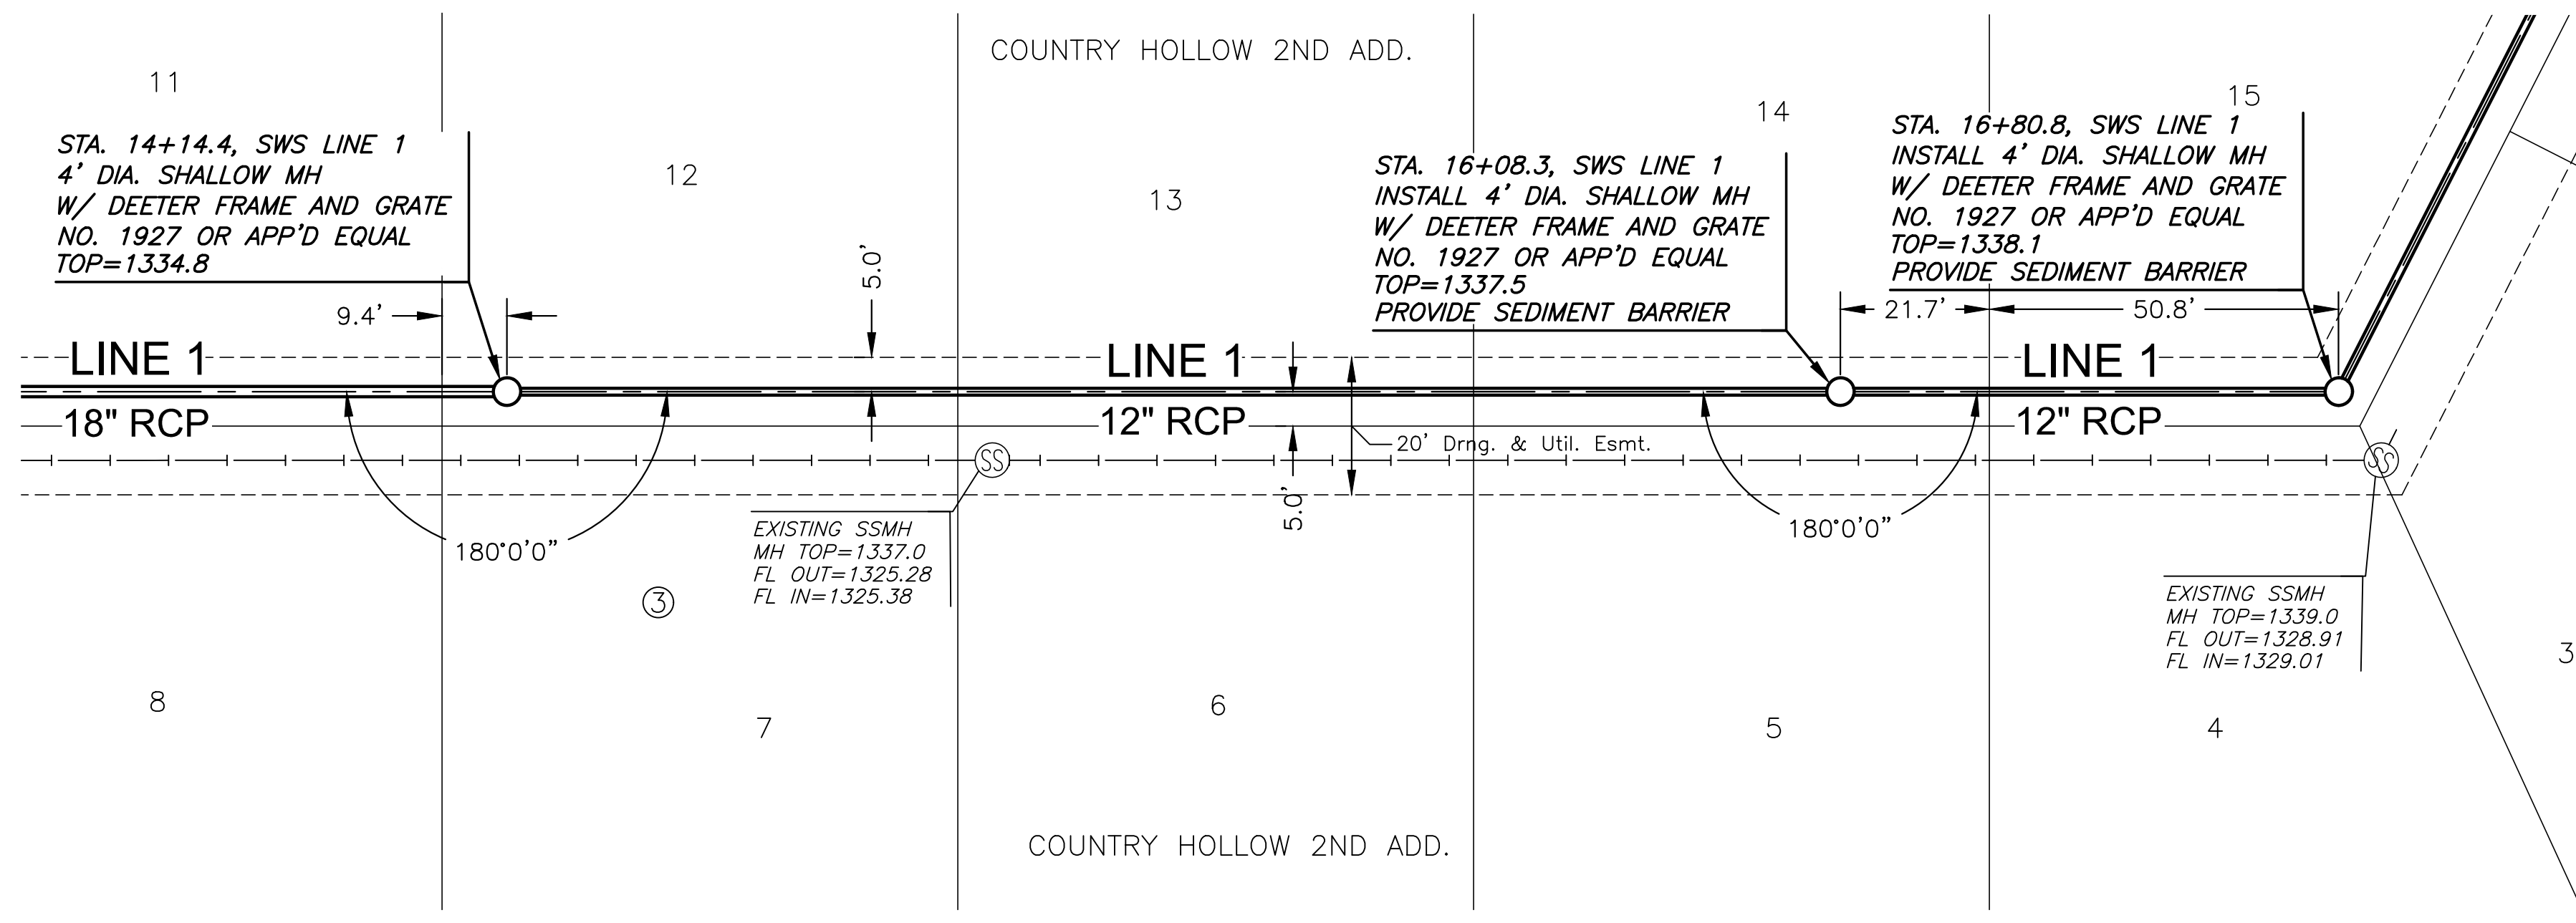 COUNTRY HOLLOW 2ND ADD.
11
12
13
14
15
STA. 14+14.4, SWS LINE 1
4' DIA. SHALLOW MH
W/ DEETER FRAME AND GRATE
NO. 1927 OR APP'D EQUAL
TOP=1334.8
STA. 16+08.3, SWS LINE 1
INSTALL 4' DIA. SHALLOW MH
W/ DEETER FRAME AND GRATE
NO. 1927 OR APP'D EQUAL
TOP=1337.5
PROVIDE SEDIMENT BARRIER
STA. 16+80.8, SWS LINE 1
INSTALL 4' DIA. SHALLOW MH
W/ DEETER FRAME AND GRATE
NO. 1927 OR APP'D EQUAL
TOP=1338.1
PROVIDE SEDIMENT BARRIER
9.4'
5.0'
21.7'
50.8'
LINE 1
LINE 1
LINE 1
18" RCP
12" RCP
12" RCP
20' Drng. & Util. Esmt.
SS
SS
5.0'
180°0'0"
180°0'0"
EXISTING SSMH
MH TOP=1337.0
FL OUT=1325.28
FL IN=1325.38
EXISTING SSMH
MH TOP=1339.0
FL OUT=1328.91
FL IN=1329.01
3
8
7
6
5
4
3
COUNTRY HOLLOW 2ND ADD.